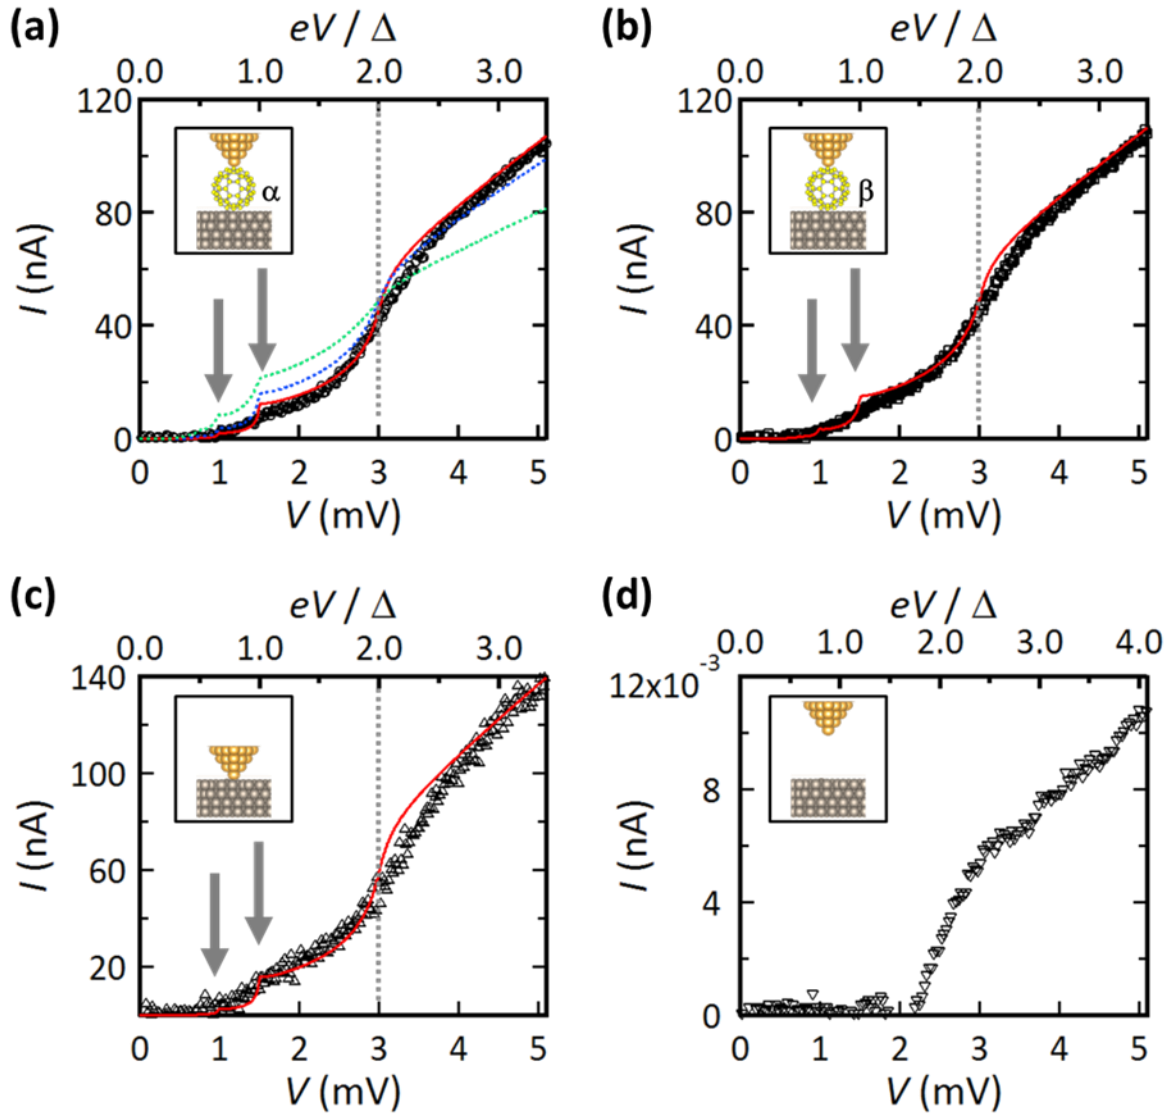 (a)
eV / Δ
0.0 1.0 2.0 3.0
120
80
40
0
I (nA)
α
0 1 2 3 4 5
V (mV)
(b)
eV / Δ
0.0 1.0 2.0 3.0
120
80
40
0
I (nA)
β
0 1 2 3 4 5
V (mV)
(c)
eV / Δ
0.0 1.0 2.0 3.0
140
100
60
20
I (nA)
0 1 2 3 4 5
V (mV)
(d)
eV / Δ
0.0 1.0 2.0 3.0 4.0
12x10⁻³
8
4
0
I (nA)
0 1 2 3 4 5
V (mV)